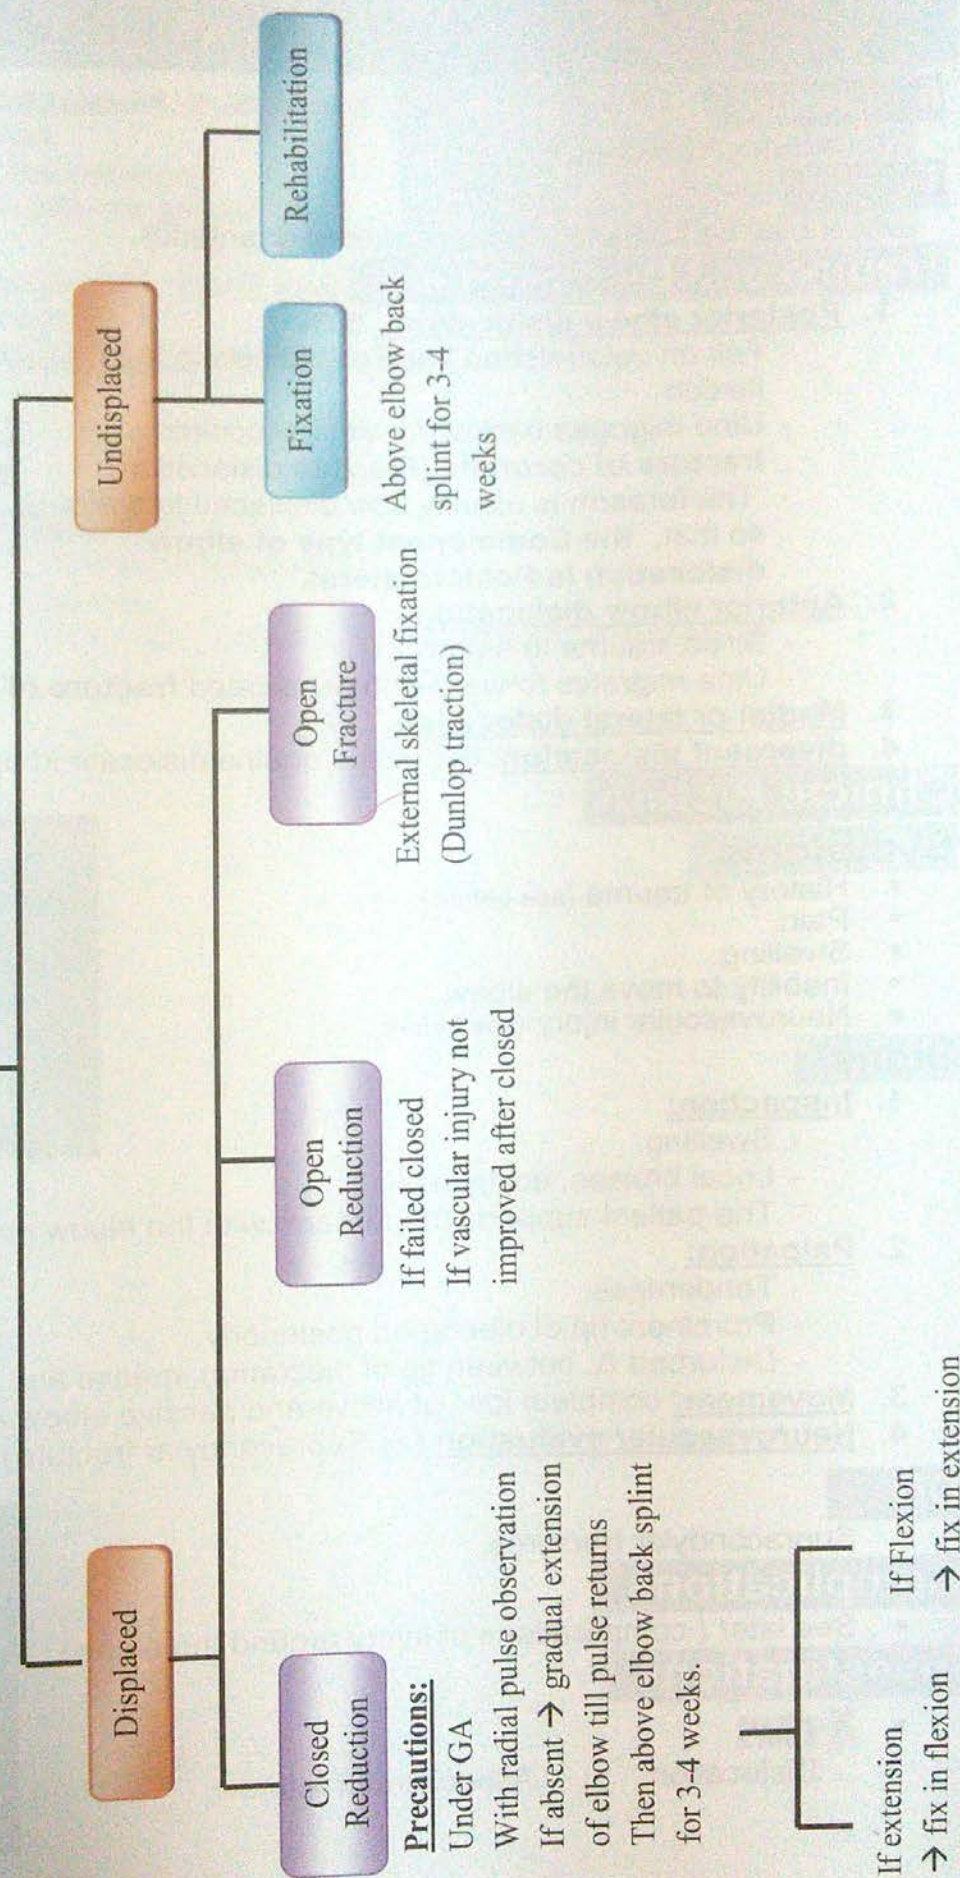 Displaced
Undisplaced
Closed
Reduction
Open
Reduction
Open
Fracture
Fixation
Rehabilitation
Precautions:
Under GA
With radial pulse observation
If absent → gradual extension
of elbow till pulse returns
Then above elbow back splint
for 3-4 weeks.
If failed closed
If vascular injury not
improved after closed
External skeletal fixation
(Dunlop traction)
Above elbow back
splint for 3-4
weeks
If extension
→ fix in flexion
If Flexion
→ fix in extension